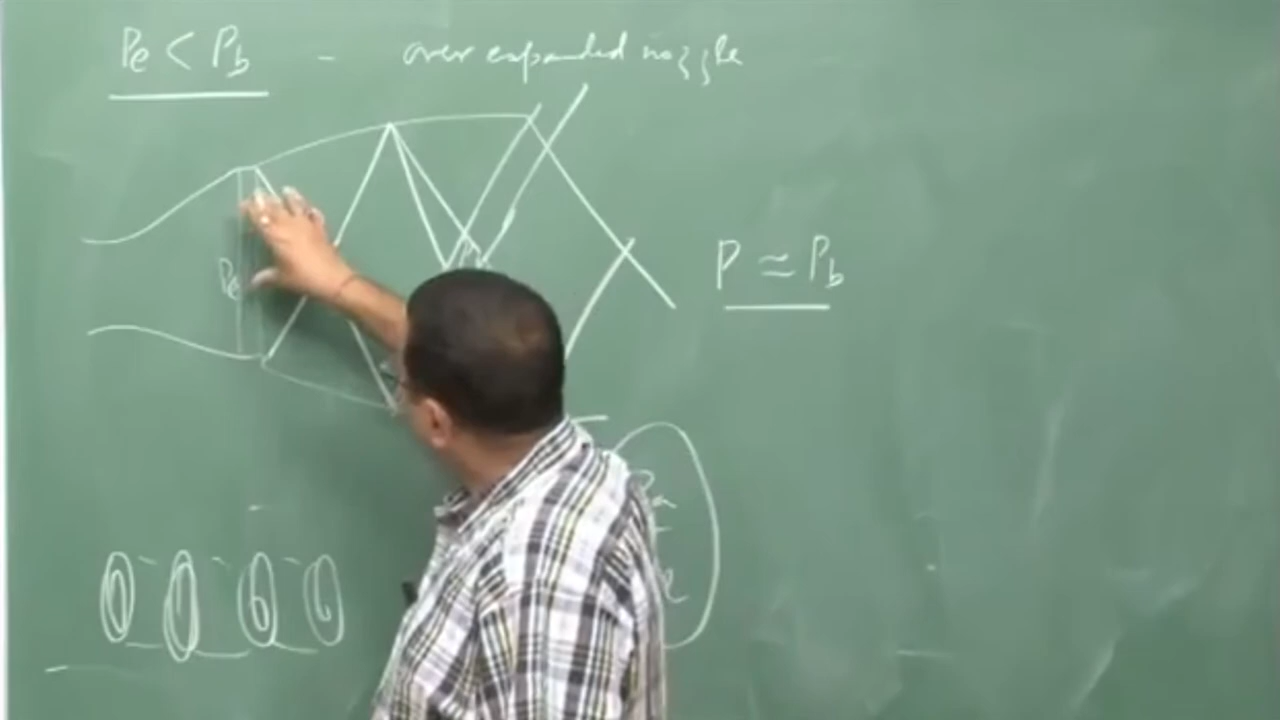 Pe < Pb - over expanded nozzle
Pe
P ≈ Pb